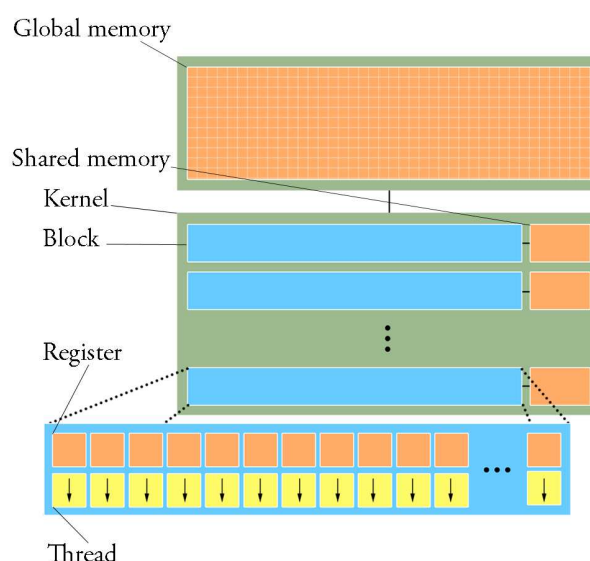 Global memory
Shared memory
Kernel
Block
Register
Thread